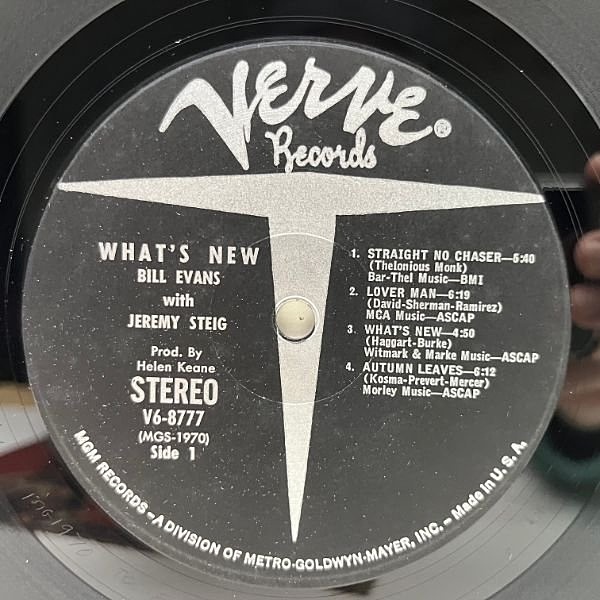 VERVE®
Records
WHAT'S NEW
BILL EVANS
with
JEREMY STEIG
Prod. By
Helen Keane
STEREO
V6-8777
(MGS-1970)
Side 1
1. STRAIGHT NO CHASER—5:40
(Thelonious Monk)
Bar-Thel Music—BMI
2. LOVER MAN—6:19
(David-Sherman-Ramirez)
MCA Music—ASCAP
3. WHAT'S NEW—4:50
(Haggart-Burke)
Witmark & Marke Music—ASCAP
4. AUTUMN LEAVES—6:12
(Kosma-Prevert-Mercer)
Morley Music—ASCAP
MGM RECORDS—A DIVISION OF METRO-GOLDWYN-MAYER, INC.—Made in U.S.A.